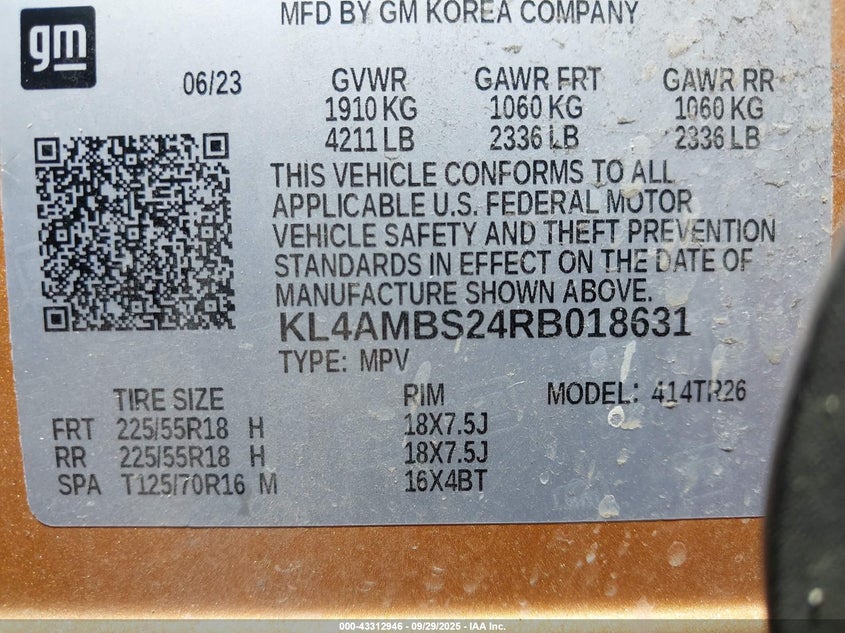 gm
MFD BY GM KOREA COMPANY
06/23 GVWR GAWR FRT GAWR RR
1910 KG 1060 KG 1060 KG
4211 LB 2336 LB 2336 LB
THIS VEHICLE CONFORMS TO ALL
APPLICABLE U.S. FEDERAL MOTOR
VEHICLE SAFETY AND THEFT PREVENTION
STANDARDS IN EFFECT ON THE DATE OF
MANUFACTURE SHOWN ABOVE.
KL4AMBS24RB018631
TYPE: MPV
TIRE SIZE RIM MODEL: 414TR26
FRT 225/55R18 H 18X7.5J
RR 225/55R18 H 18X7.5J
SPA T125/70R16 M 16X4BT
000-43312946 - 09/29/2025 - IAA Inc.